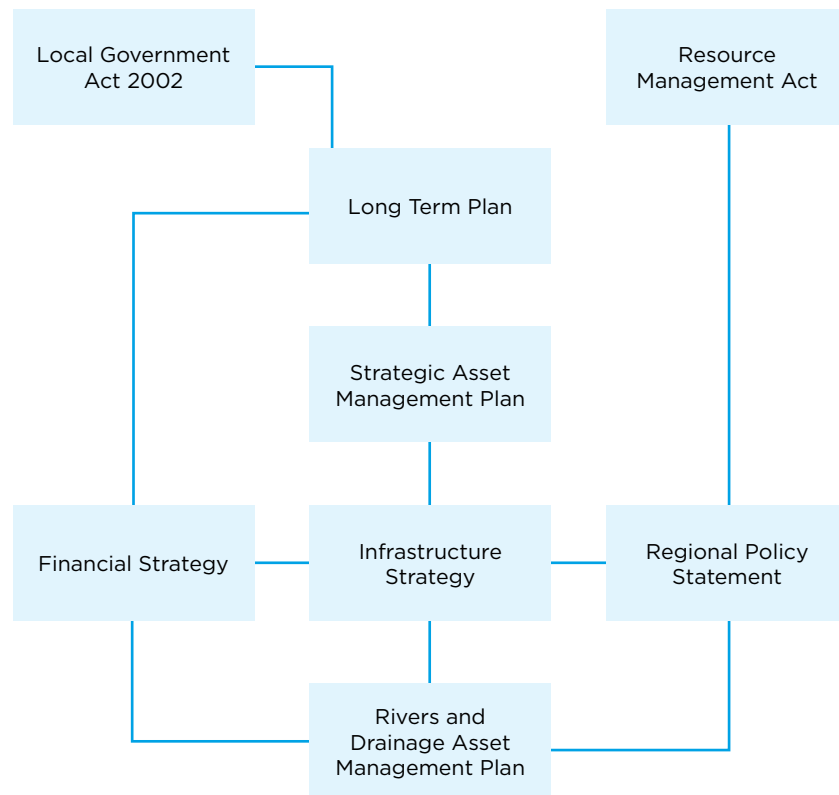 Local Government
Act 2002
Resource
Management Act
Long Term Plan
Strategic Asset
Management Plan
Financial Strategy
Infrastructure
Strategy
Regional Policy
Statement
Rivers and
Drainage Asset
Management Plan